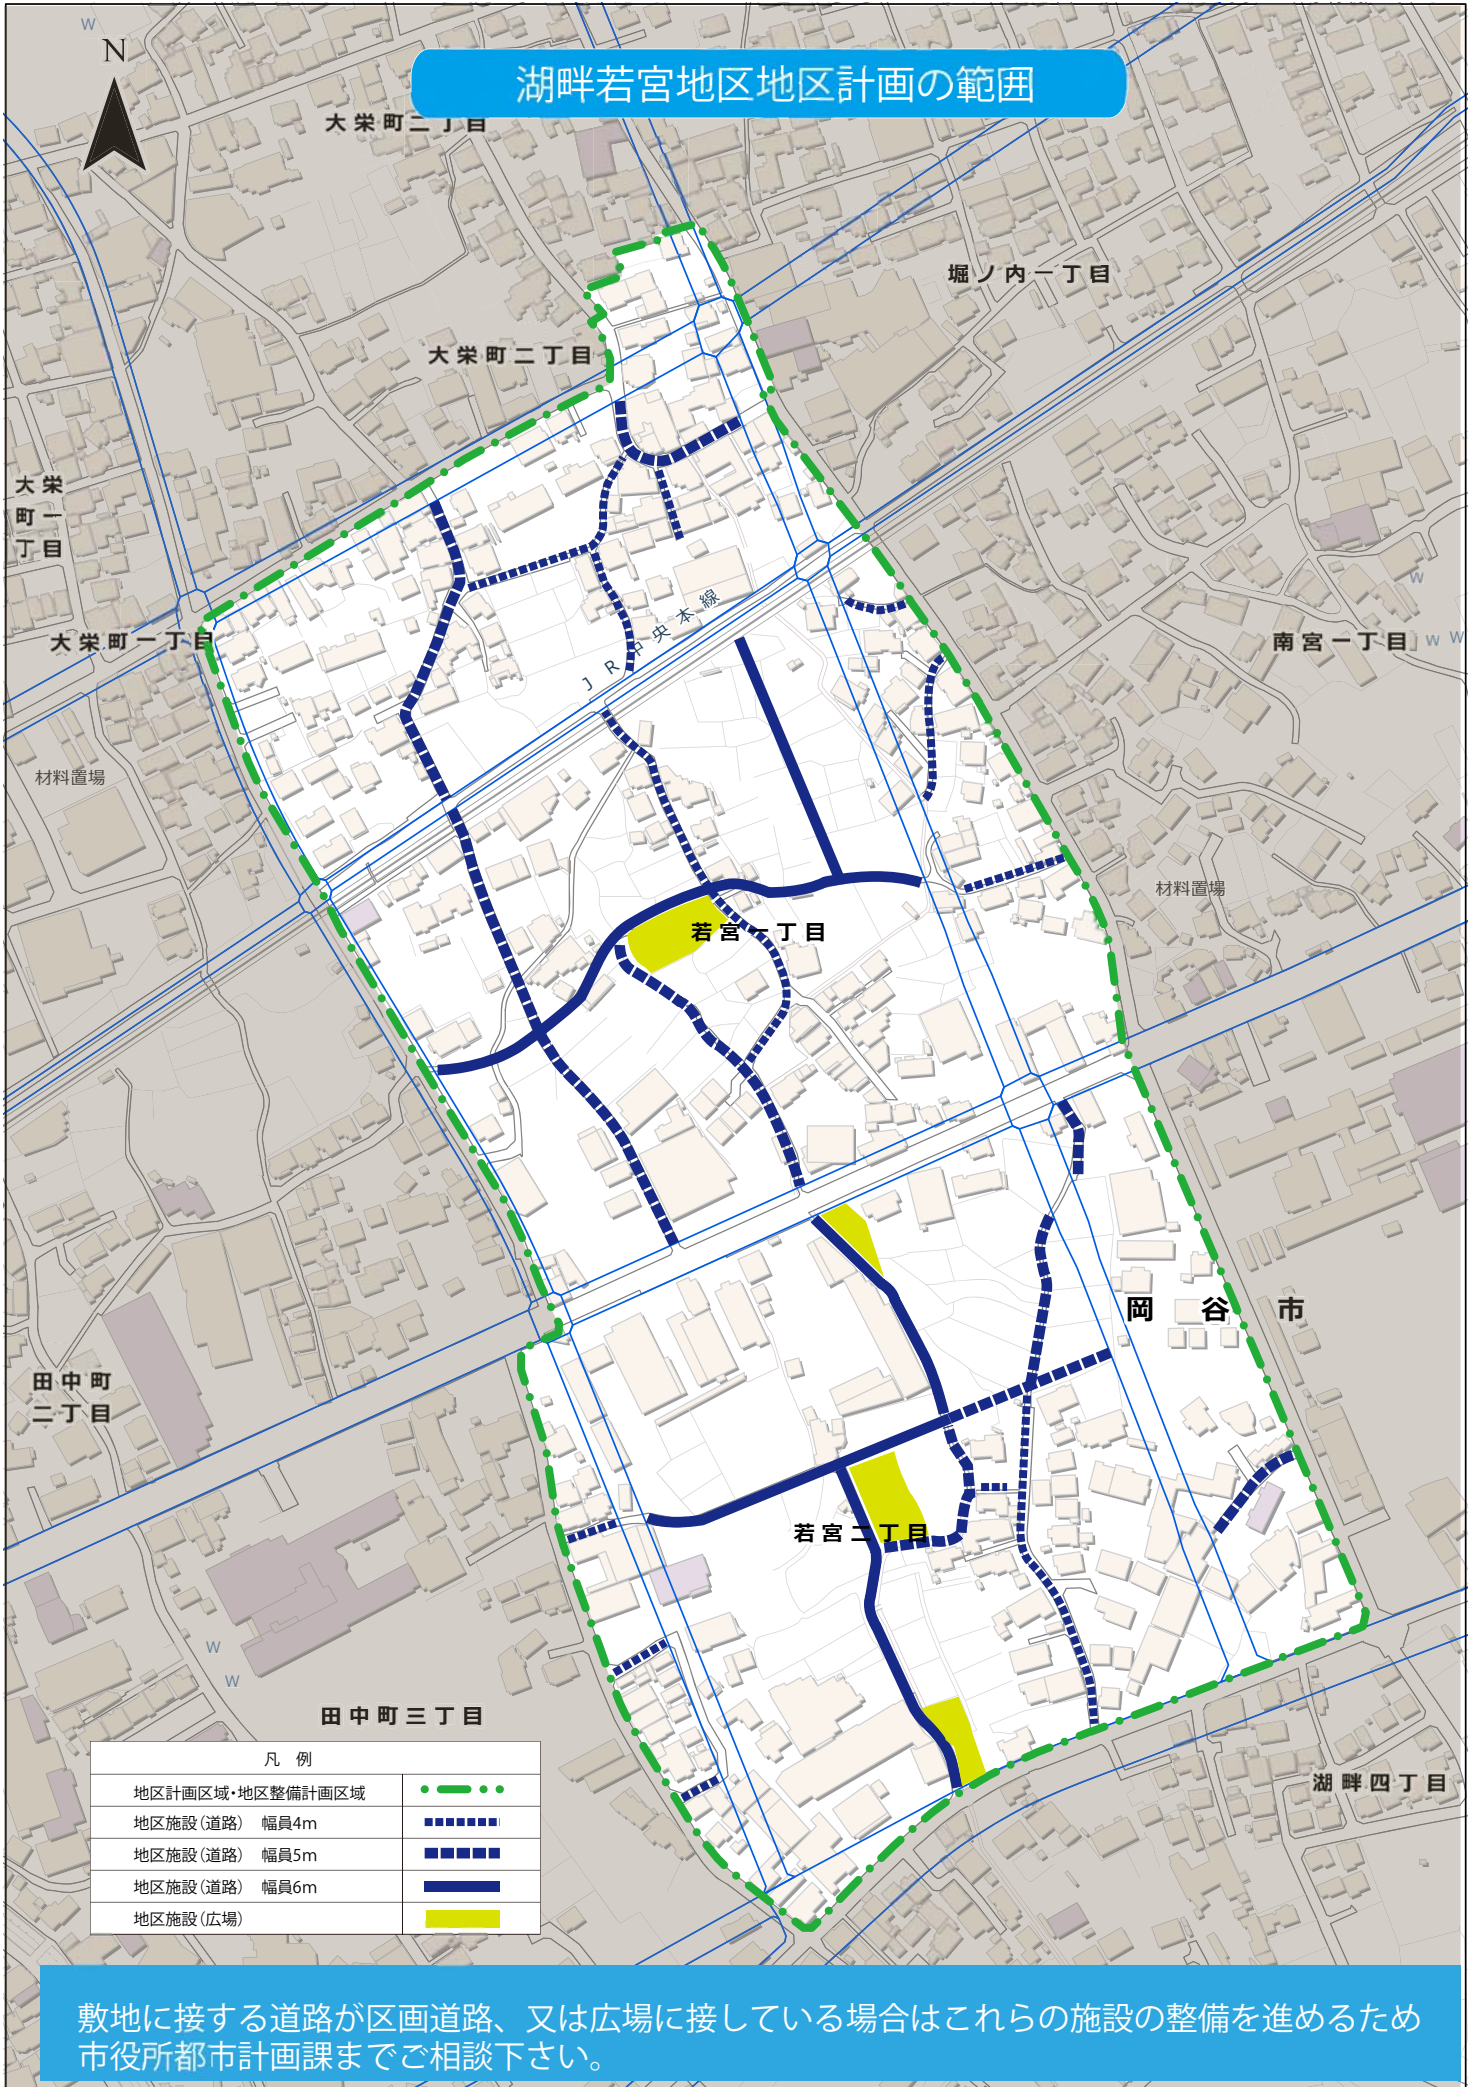 W
N
湖畔若宮地区地区計画の範囲
大栄町二丁目
堀ノ内一丁目
大栄町二丁目
大栄
町一
丁目
W
JR中央本線
大栄町一丁目
南宮一丁目
W
W
材料置場
材料置場
若宮一丁目
岡谷市
田中町
二丁目
若宮二丁目
W
W
田中町三丁目
凡 例
地区計画区域・地区整備計画区域
地区施設(道路) 幅員4m
地区施設(道路) 幅員5m
地区施設(道路) 幅員6m
地区施設(広場)
湖畔四丁目
敷地に接する道路が区画道路、又は広場に接している場合はこれらの施設の整備を進めるため
市役所都市計画課までご相談下さい。